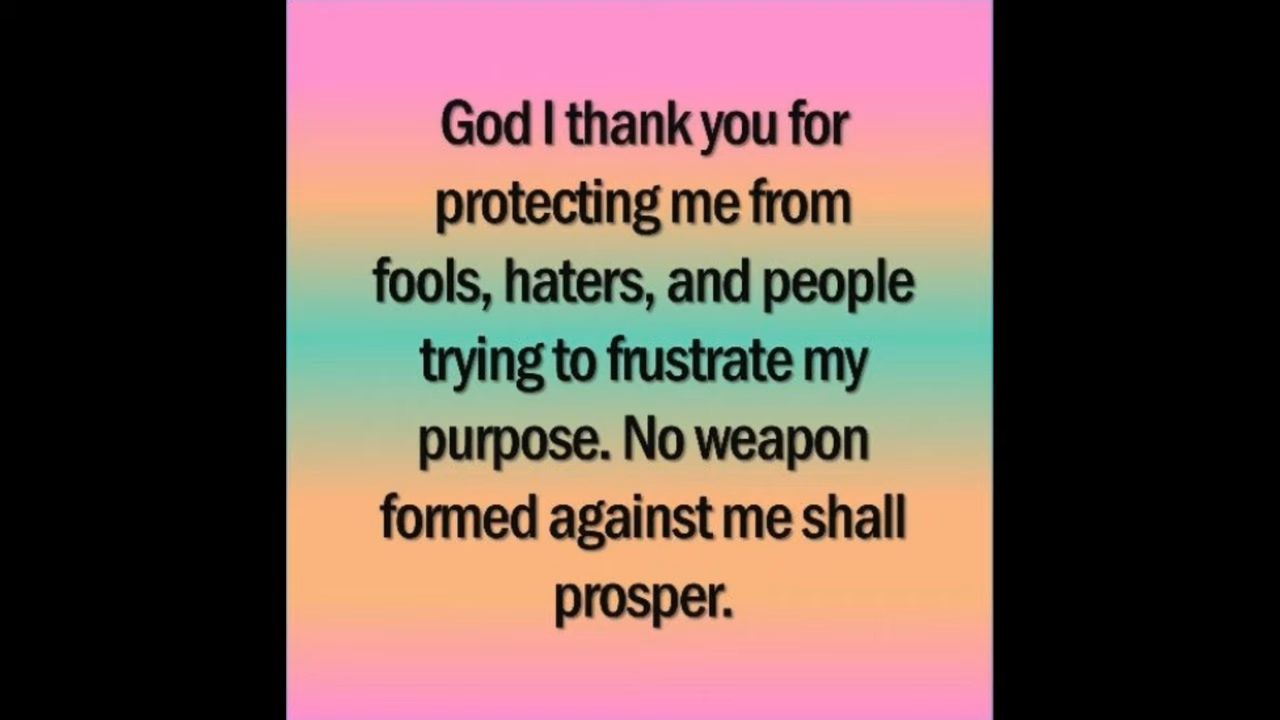 God I thank you for
protecting me from
fools, haters, and people
trying to frustrate my
purpose. No weapon
formed against me shall
prosper.